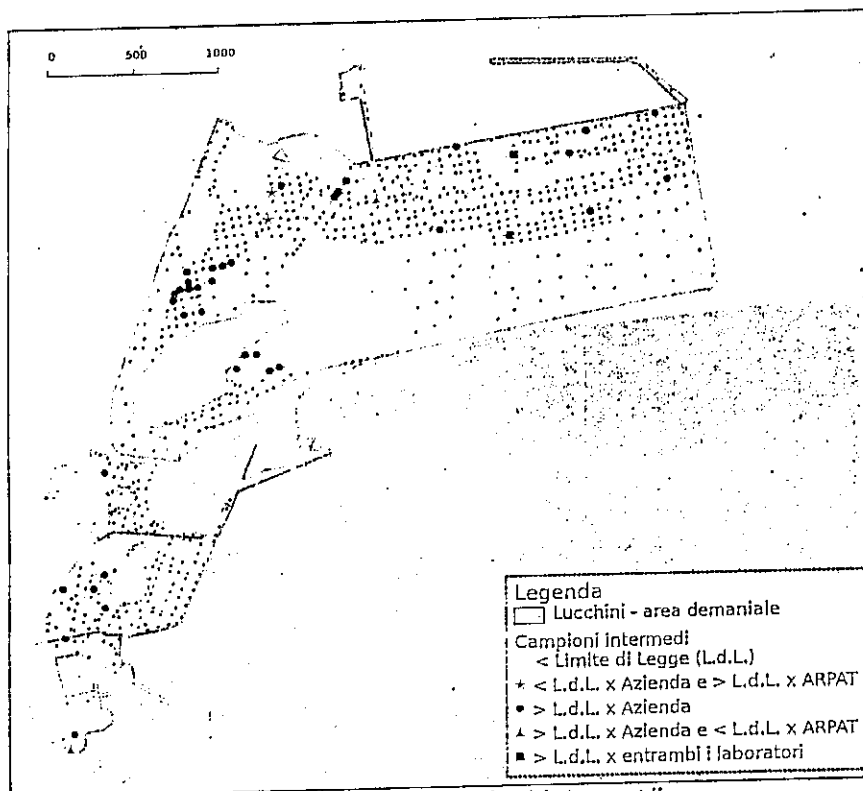 0 500 1000
Legenda
Lucchini - area demaniale
Campioni intermedi
< Limite di Legge (L.d.L.)
< L.d.L. x Azienda e > L.d.L. x ARPAT
> L.d.L. x Azienda
> L.d.L. x Azienda e < L.d.L. x ARPAT
> L.d.L. x entrambi i laboratori